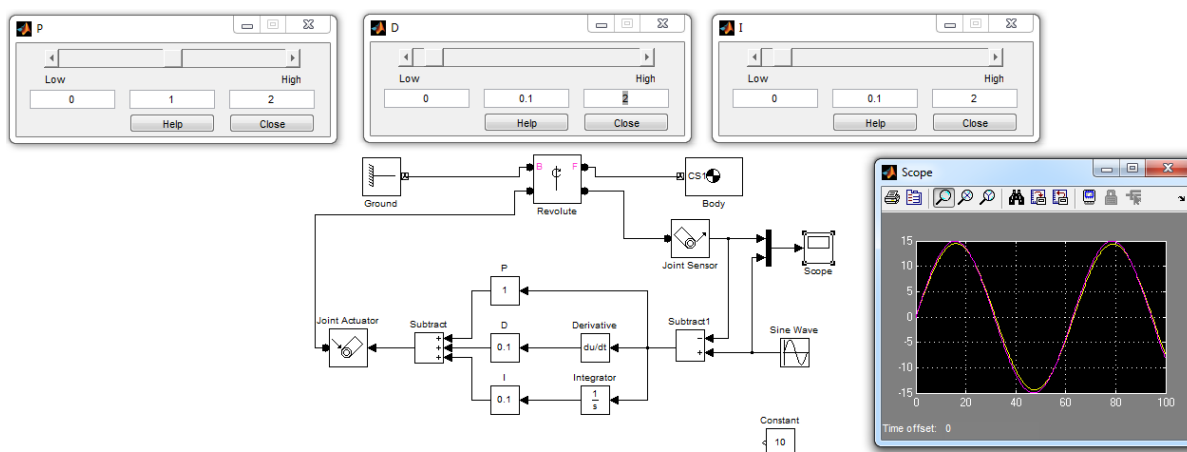 P
Low High
0 1 2
Help Close
D
Low High
0 0.1 2
Help Close
I
Low High
0 0.1 2
Help Close
Ground
B F
Revolute
CS1
Body
Joint Sensor
Scope
P
1
Joint Actuator
Subtract
+
+
+
D
0.1
Derivative
du/dt
Subtract1
−
+
Sine Wave
I
0.1
Integrator
1
s
Constant
10
Scope
15
10
5
0
-5
-10
-15
0 20 40 60 80 100
Time offset: 0